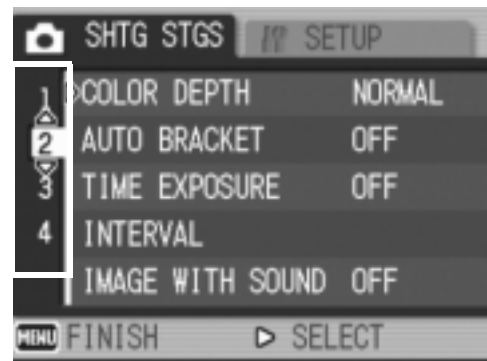 SHTG STGS SETUP
1 COLOR DEPTH NORMAL
2 AUTO BRACKET OFF
3 TIME EXPOSURE OFF
4 INTERVAL
IMAGE WITH SOUND OFF
MENU FINISH SELECT